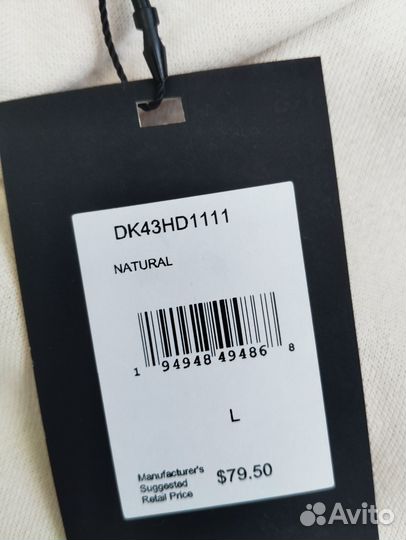 DK43HD1111
NATURAL
1 94948 49486 8
L
Manufacturer's
Suggested
Retail Price
$79.50
Avito